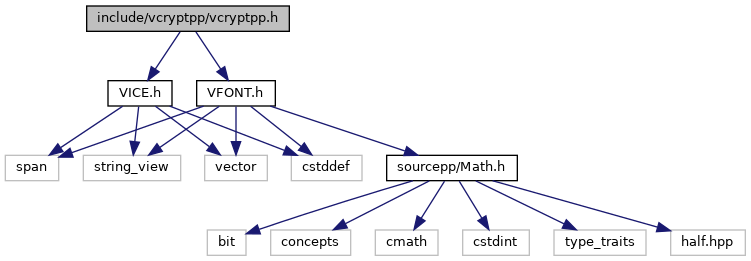 include/vcryptpp/vcryptpp.h
VICE.h
VFONT.h
span
string_view
vector
cstddef
sourcepp/Math.h
bit
concepts
cmath
cstdint
type_traits
half.hpp